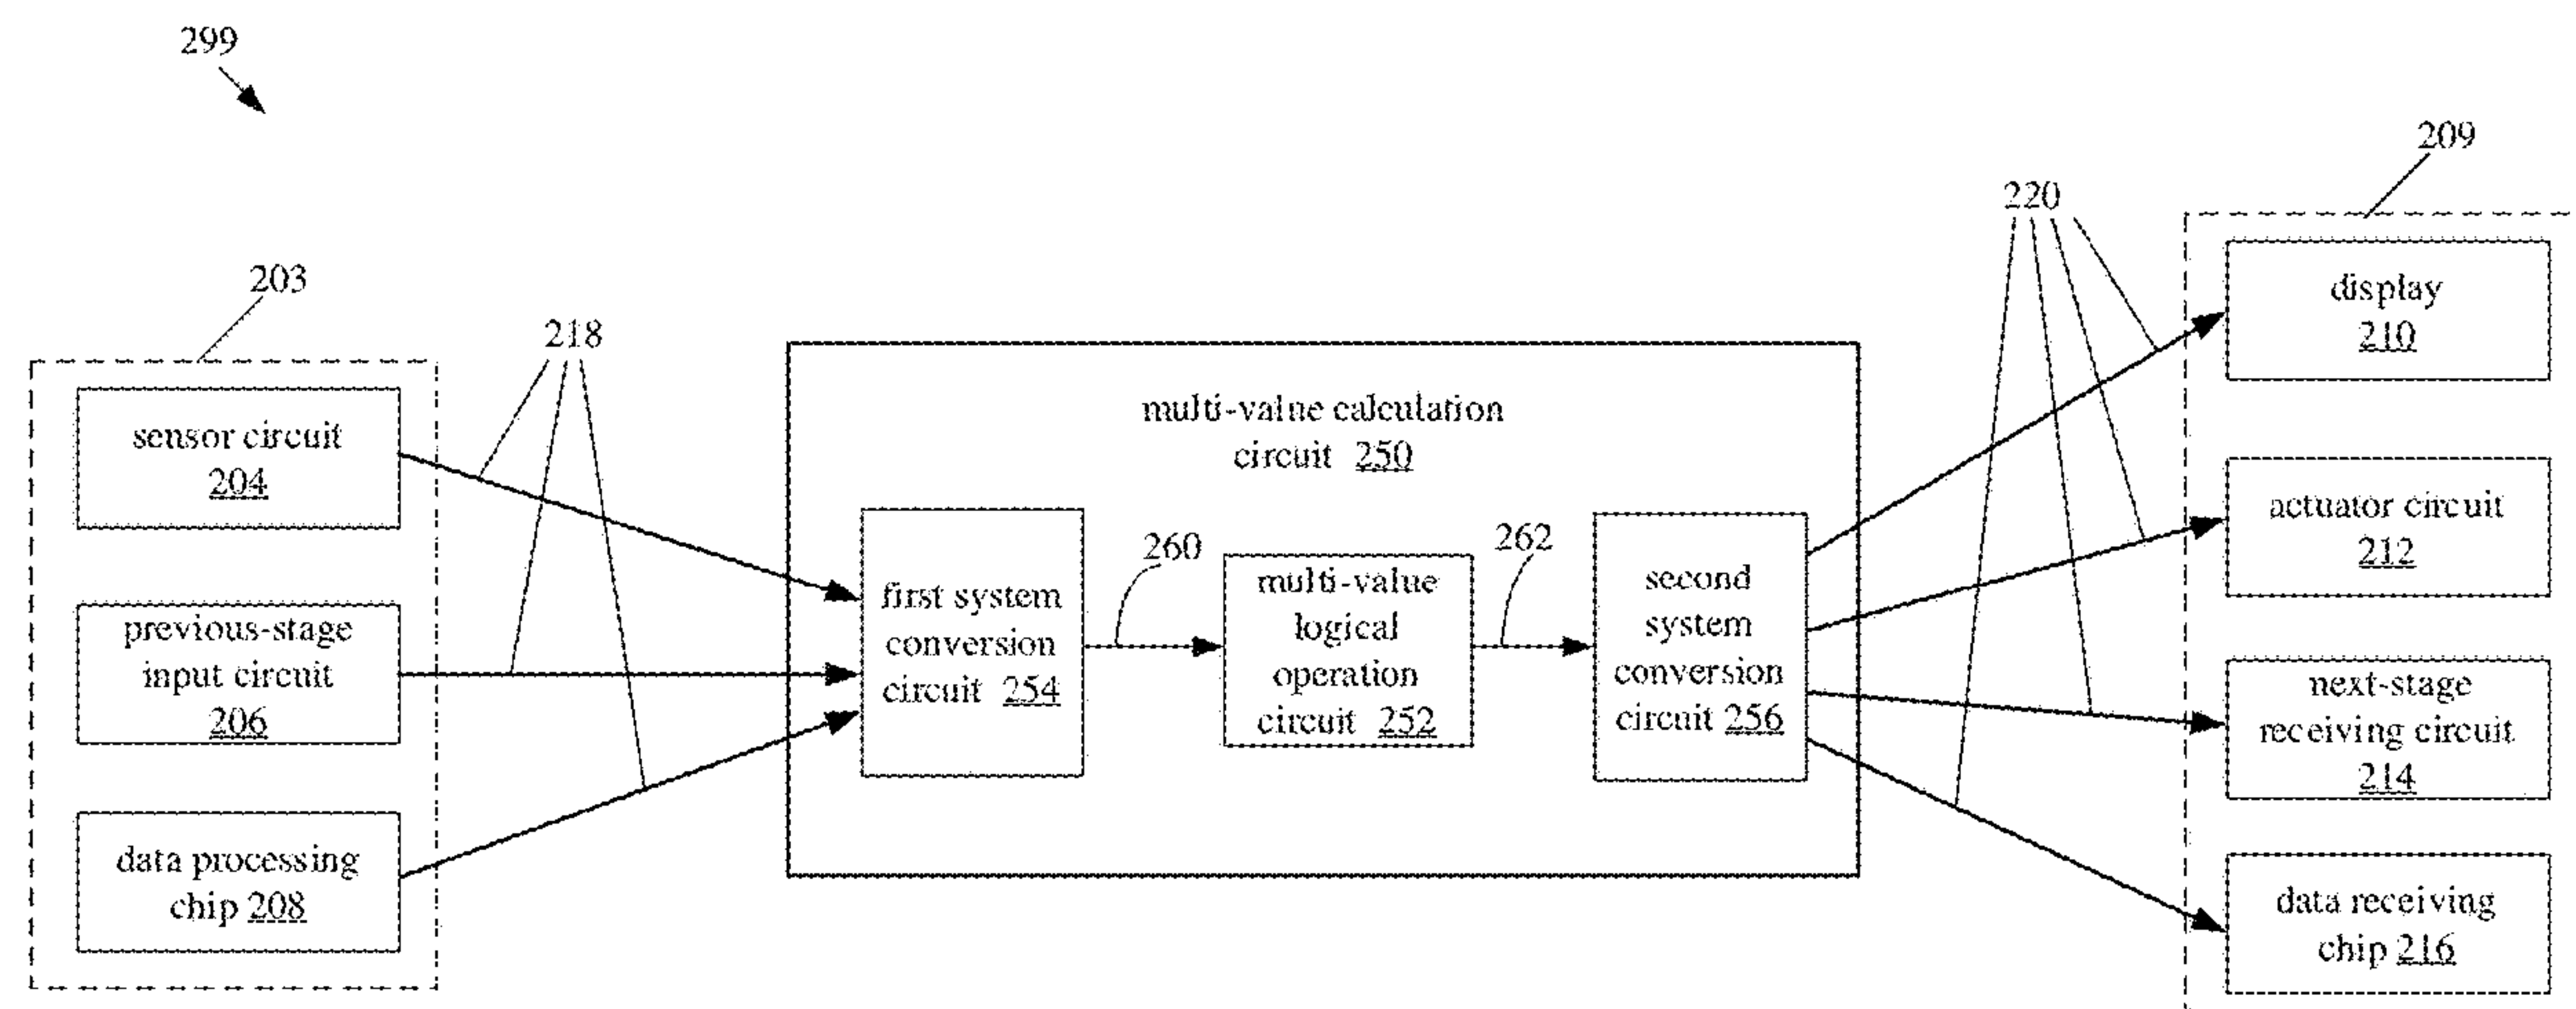 299
209
220
203
218
sensor circuit
204
previous-stage
input circuit
206
data processing
chip 208
multi-value calculation
circuit 250
first system
conversion
circuit 254
260
multi-value
logical
operation
circuit 252
262
second
system
conversion
circuit 256
display
210
actuator circuit
212
next-stage
receiving circuit
214
data receiving
chip 216